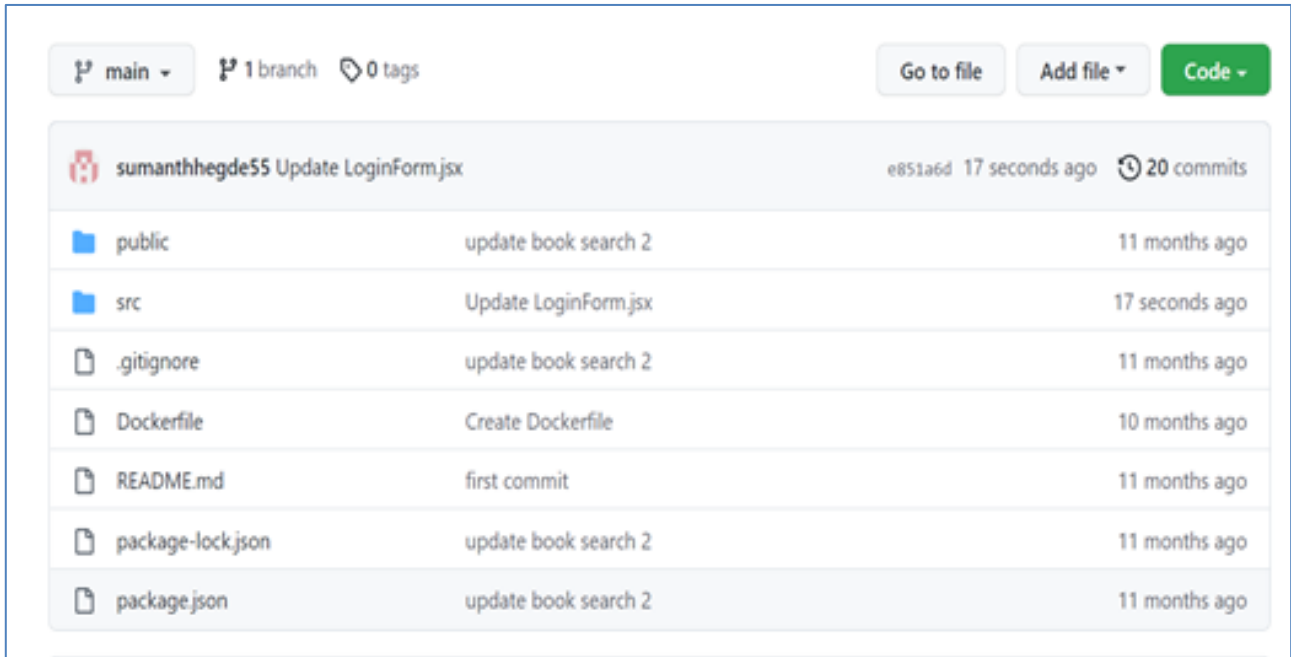 main 1 branch 0 tags Go to file Add file Code
sumanthhegde55 Update LoginForm.jsx e851a6d 17 seconds ago 20 commits
public update book search 2 11 months ago
src Update LoginForm.jsx 17 seconds ago
.gitignore update book search 2 11 months ago
Dockerfile Create Dockerfile 10 months ago
README.md first commit 11 months ago
package-lock.json update book search 2 11 months ago
package.json update book search 2 11 months ago